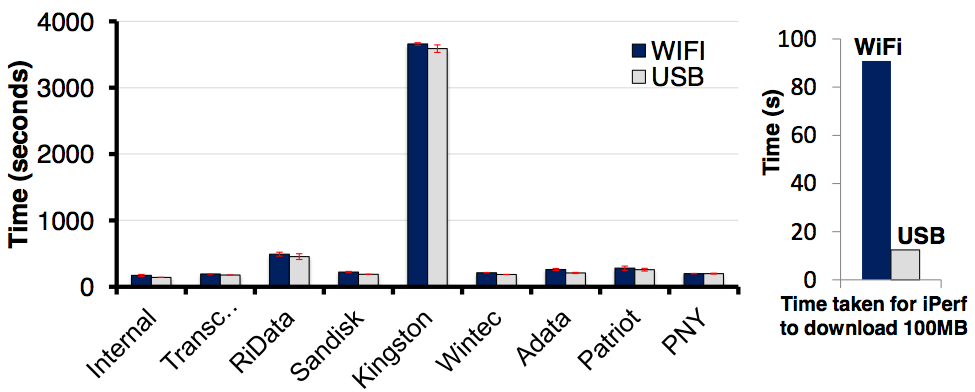 4000
3000
2000
1000
0
Time (seconds)
WIFI
USB
Internal
Transc..
RiData
Sandisk
Kingston
Wintec
Adata
Patriot
PNY
100
80
60
40
20
0
Time (s)
WiFi
USB
Time taken for iPerf
to download 100MB